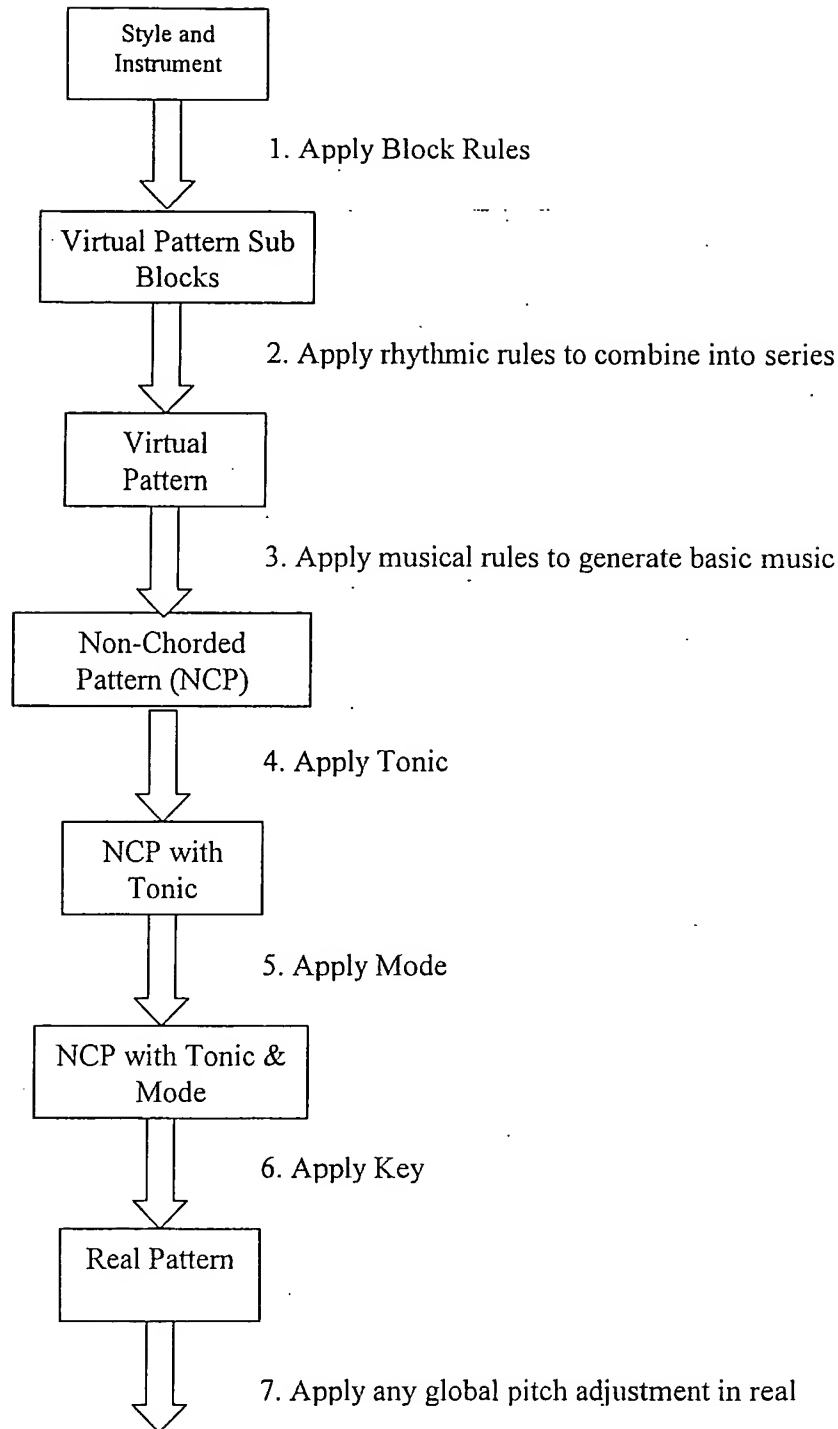 Style and
Instrument
1. Apply Block Rules
Virtual Pattern Sub
Blocks
2. Apply rhythmic rules to combine into series
Virtual
Pattern
3. Apply musical rules to generate basic music
Non-Chorded
Pattern (NCP)
4. Apply Tonic
NCP with
Tonic
5. Apply Mode
NCP with Tonic &
Mode
6. Apply Key
Real Pattern
7. Apply any global pitch adjustment in real